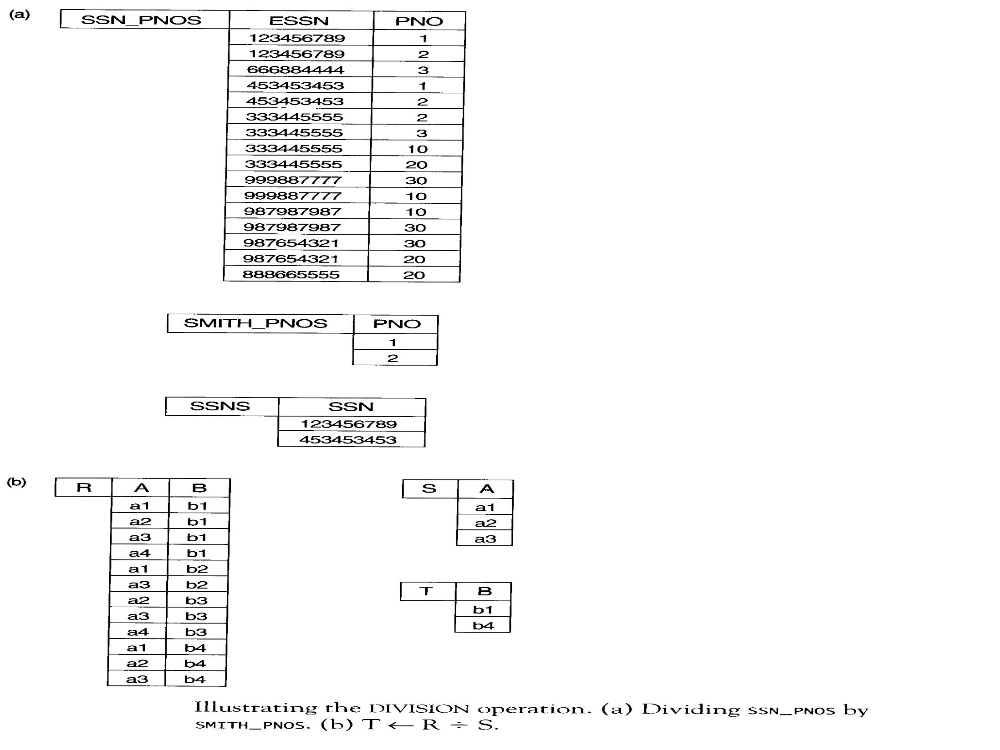 (a)
SSN_PNOS ESSN PNO
123456789 1
123456789 2
666884444 3
453453453 1
453453453 2
333445555 2
333445555 3
333445555 10
333445555 20
999887777 30
999887777 10
987987987 10
987987987 30
987654321 30
987654321 20
888665555 20
SMITH_PNOS PNO
1
2
SSNS SSN
123456789
453453453
(b)
R A B
a1 b1
a2 b1
a3 b1
a4 b1
a1 b2
a3 b2
a2 b3
a3 b3
a4 b3
a1 b4
a2 b4
a3 b4
S A
a1
a2
a3
T B
b1
b4
Illustrating the DIVISION operation. (a) Dividing SSN_PNOS by
SMITH_PNOS. (b) T ← R ÷ S.